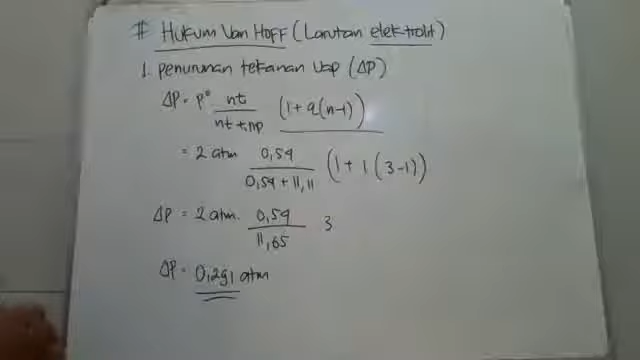 # Hukum Van Hoff (Larutan elektrolit)
1. Penurunan tekanan uap (ΔP)
ΔP = P° nt / nt + np (1 + α(n-1))
= 2 atm 0,54 / 0,54 + 11,11 (1 + 1 (3-1))
ΔP = 2 atm. 0,54 / 11,65 3
ΔP = 0,291 atm